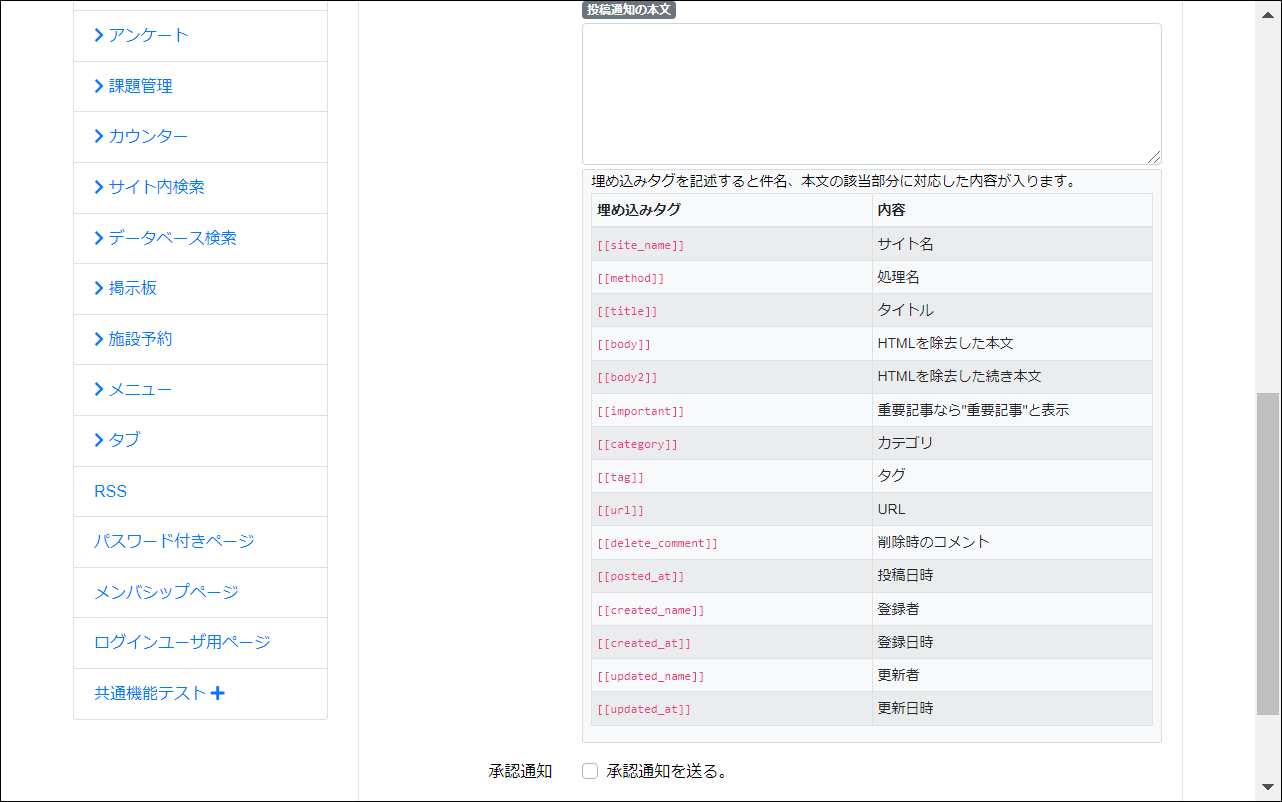 アンケート
課題管理
カウンター
サイト内検索
データベース検索
掲示板
施設予約
メニュー
タブ
RSS
パスワード付きページ
メンバシップページ
ログインユーザ用ページ
共通機能テスト
投稿通知の本文
埋め込みタグを記述すると件名、本文の該当部分に対応した内容が入ります。
埋め込みタグ 内容
[[site_name]] サイト名
[[method]] 処理名
[[title]] タイトル
[[body]] HTMLを除去した本文
[[body2]] HTMLを除去した続き本文
[[important]] 重要記事なら"重要記事"と表示
[[category]] カテゴリ
[[tag]] タグ
[[url]] URL
[[delete_comment]] 削除時のコメント
[[posted_at]] 投稿日時
[[created_name]] 登録者
[[created_at]] 登録日時
[[updated_name]] 更新者
[[updated_at]] 更新日時
承認通知 承認通知を送る。